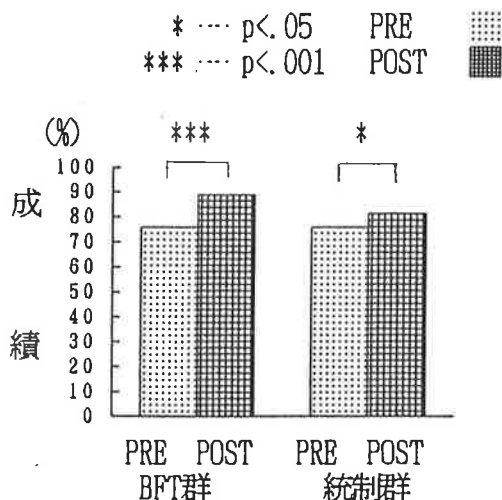 * ···· p<.05 PRE
*** ···· p<.001 POST
(%) *** *
100
90
80
70
60
50
40
30
20
10
0
成績
PRE POST PRE POST
BFT群 統制群